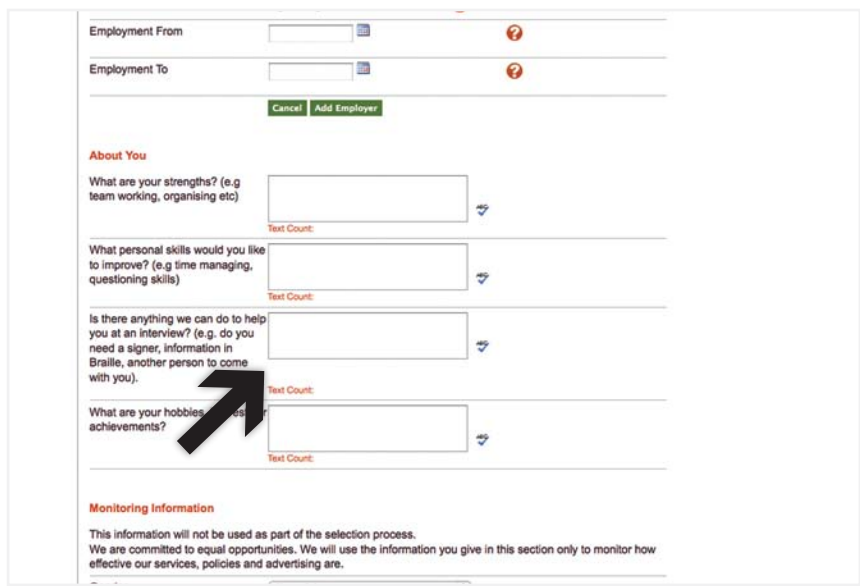 Employment From
Employment To
Cancel Add Employer
About You
What are your strengths? (e.g
team working, organising etc)
Text Count:
What personal skills would you like
to improve? (e.g time managing,
questioning skills)
Text Count:
Is there anything we can do to help
you at an interview? (e.g. do you
need a signer, information in
Braille, another person to come
with you).
Text Count:
What are your hobbies
achievements?
Text Count:
Monitoring Information
This information will not be used as part of the selection process.
We are committed to equal opportunities. We will use the information you give in this section only to monitor how
effective our services, policies and advertising are.